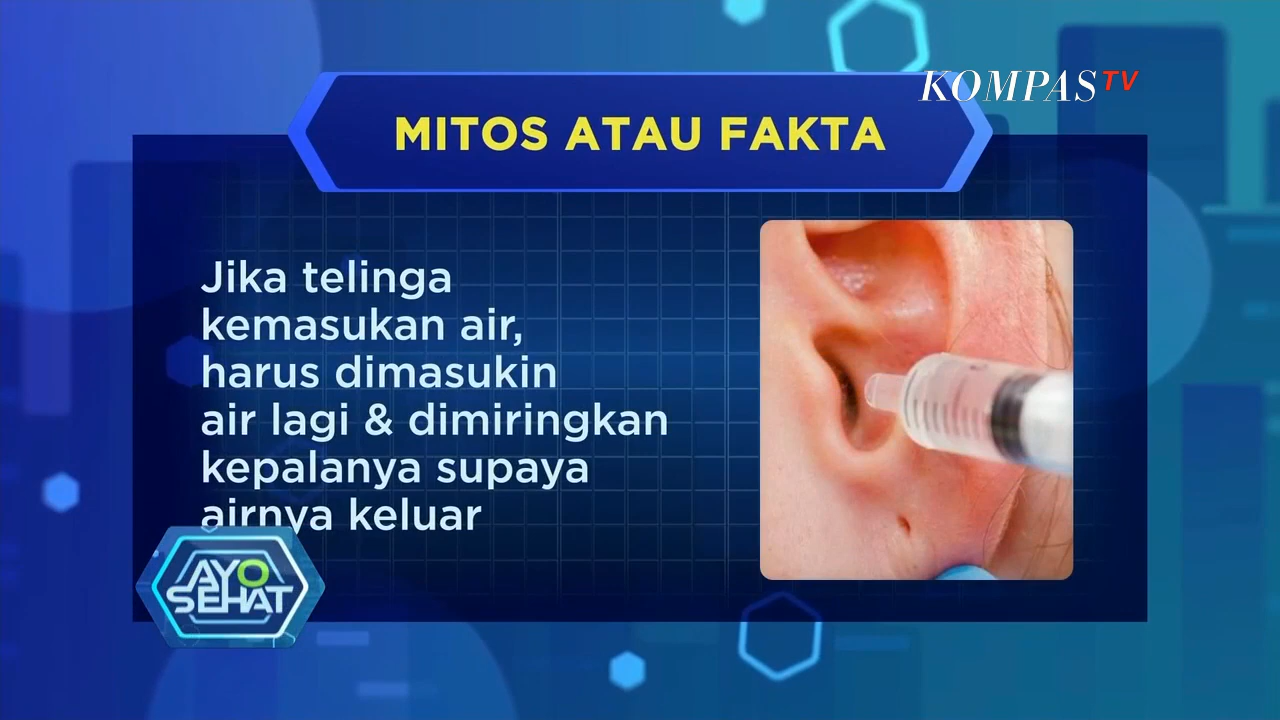 KOMPAS TV
MITOS ATAU FAKTA
Jika telinga
kemasukan air,
harus dimasukin
air lagi & dimiringkan
kepalanya supaya
airnya keluar
AYO
SEHAT